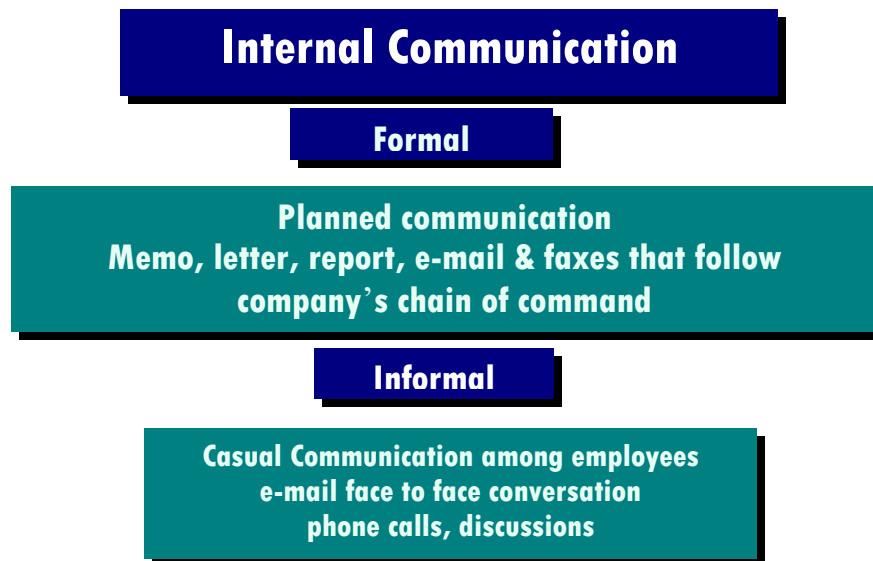 Internal Communication
Formal
Planned communication
Memo, letter, report, e-mail & faxes that follow
company’s chain of command
Informal
Casual Communication among employees
e-mail face to face conversation
phone calls, discussions